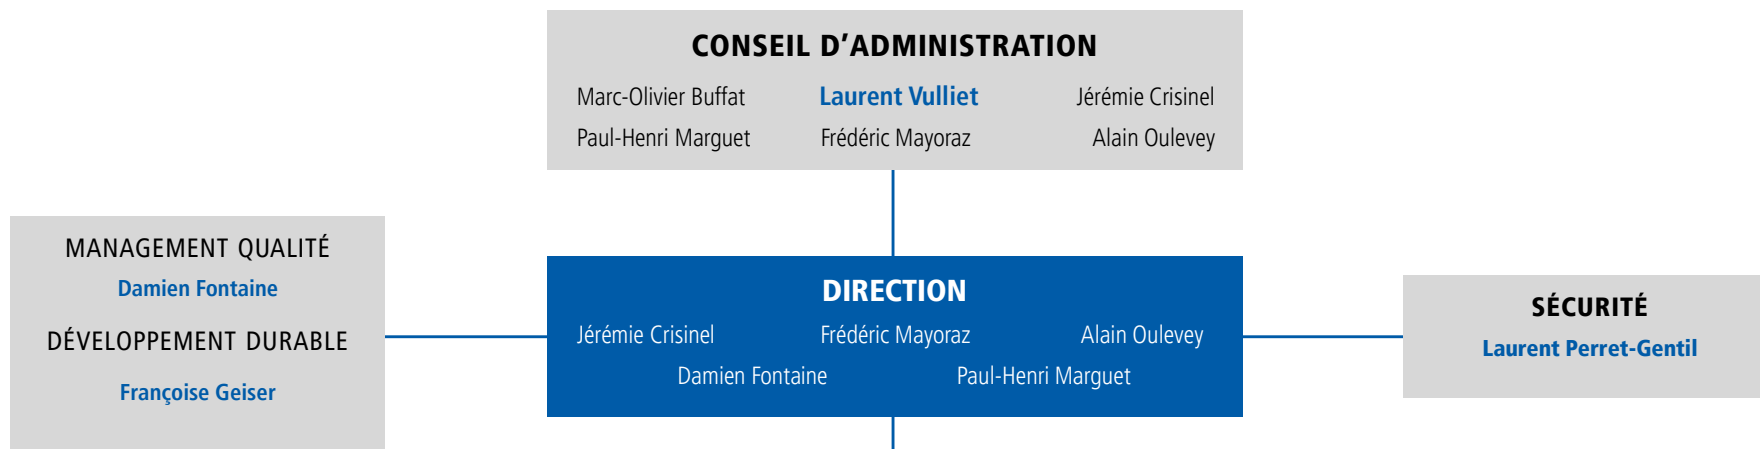 CONSEIL D’ADMINISTRATION
Marc-Olivier Buffat Laurent Vulliet Jérémie Crisinel
Paul-Henri Marguet Frédéric Mayoraz Alain Oulevey
MANAGEMENT QUALITÉ
Damien Fontaine
DÉVELOPPEMENT DURABLE
Françoise Geiser
DIRECTION
Jérémie Crisinel Frédéric Mayoraz Alain Oulevey
Damien Fontaine Paul-Henri Marguet
SÉCURITÉ
Laurent Perret-Gentil